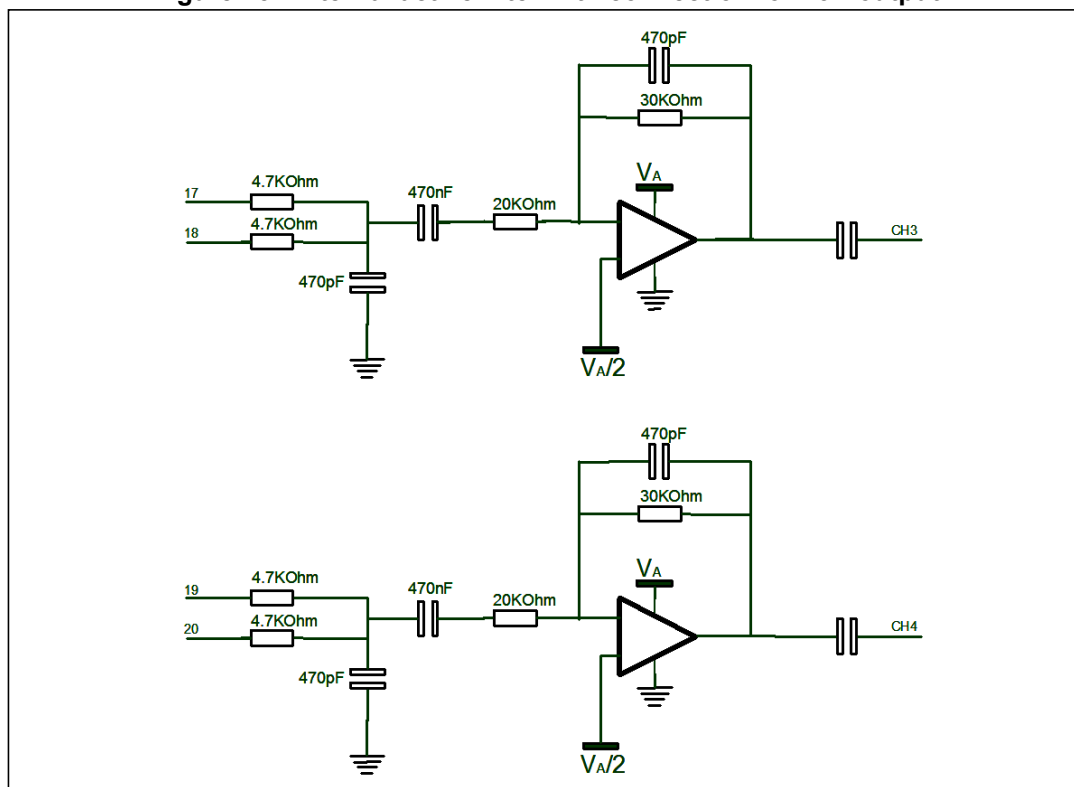 470pF
30KOhm
VA
17
4.7KOhm
470nF
20KOhm
18
4.7KOhm
CH3
470pF
VA/2
470pF
30KOhm
VA
19
4.7KOhm
470nF
20KOhm
20
4.7KOhm
CH4
470pF
VA/2